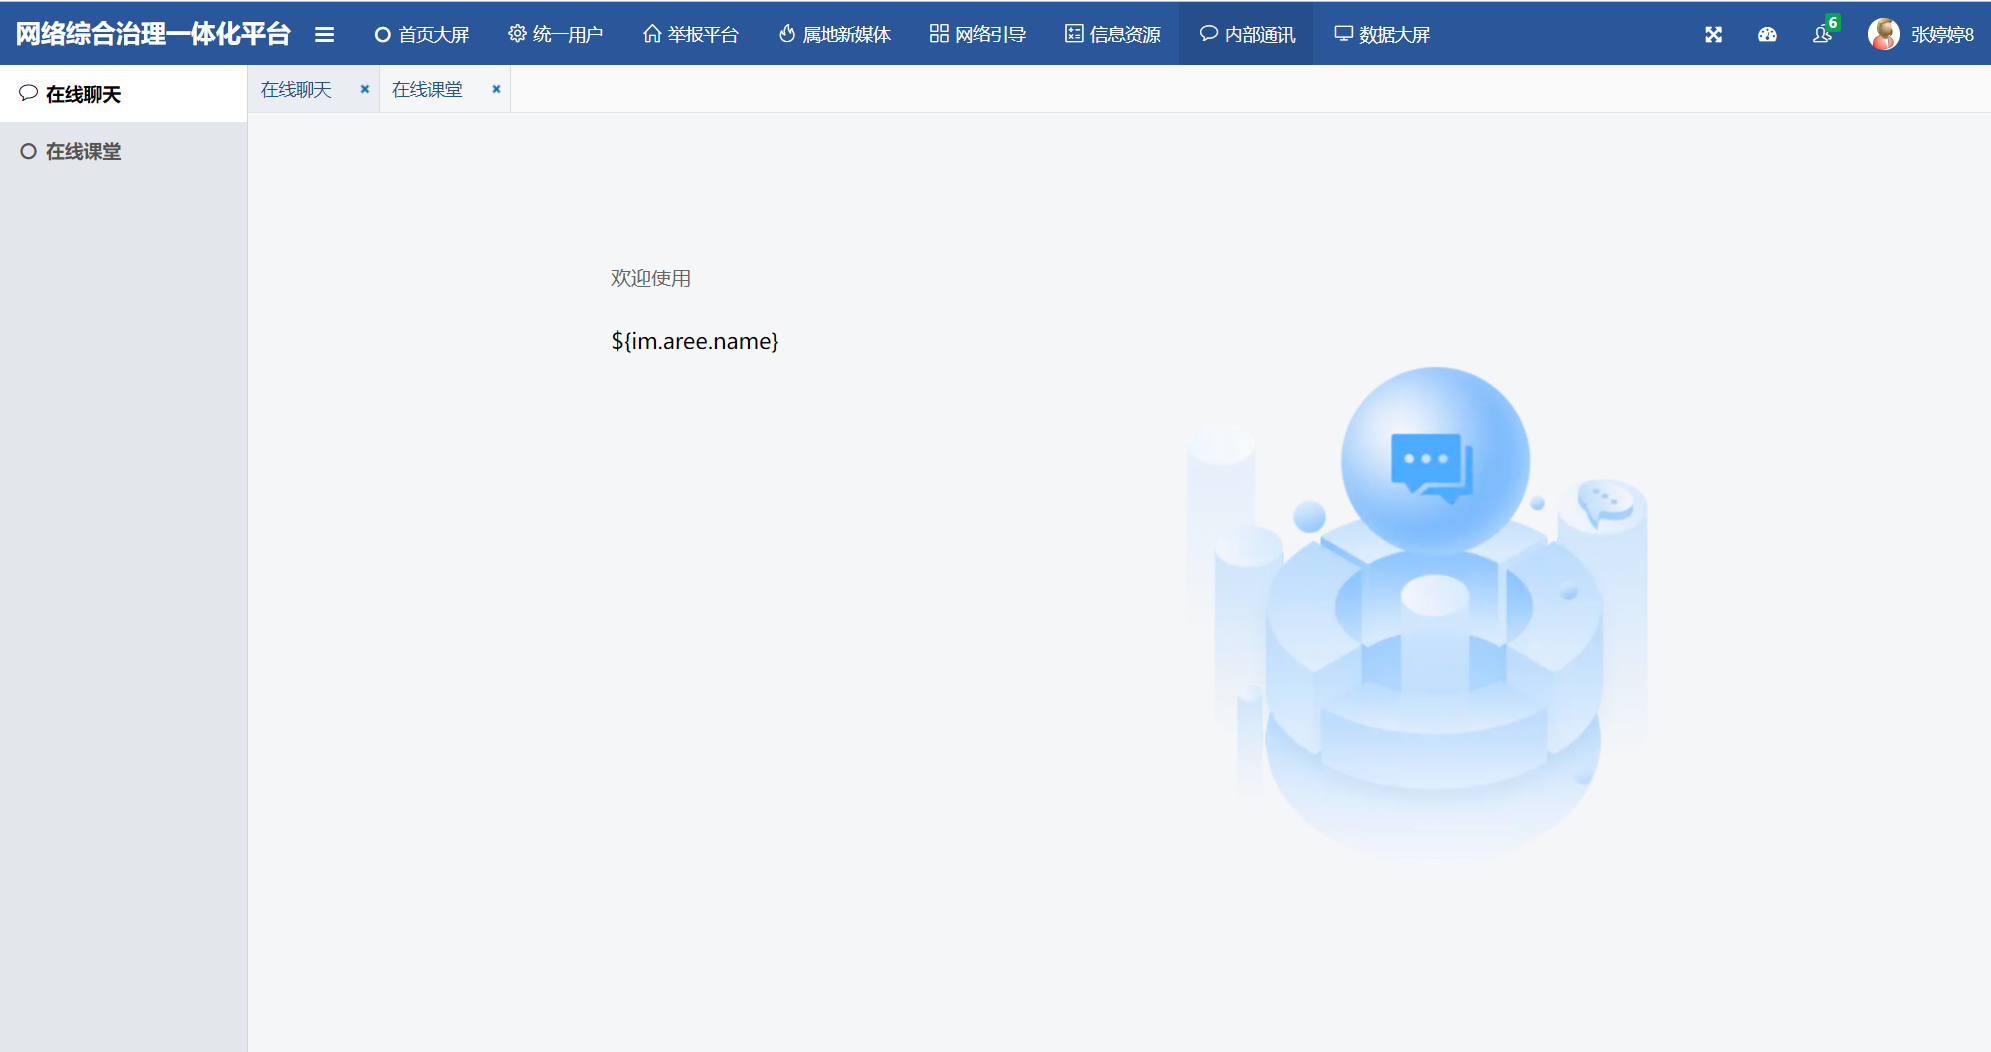 网络综合治理一体化平台 首页大屏 统一用户 举报平台 属地新媒体 网络引导 信息资源 内部通讯 数据大屏 6 张婷婷8
在线聊天
在线课堂
在线聊天 在线课堂
欢迎使用
${im.aree.name}